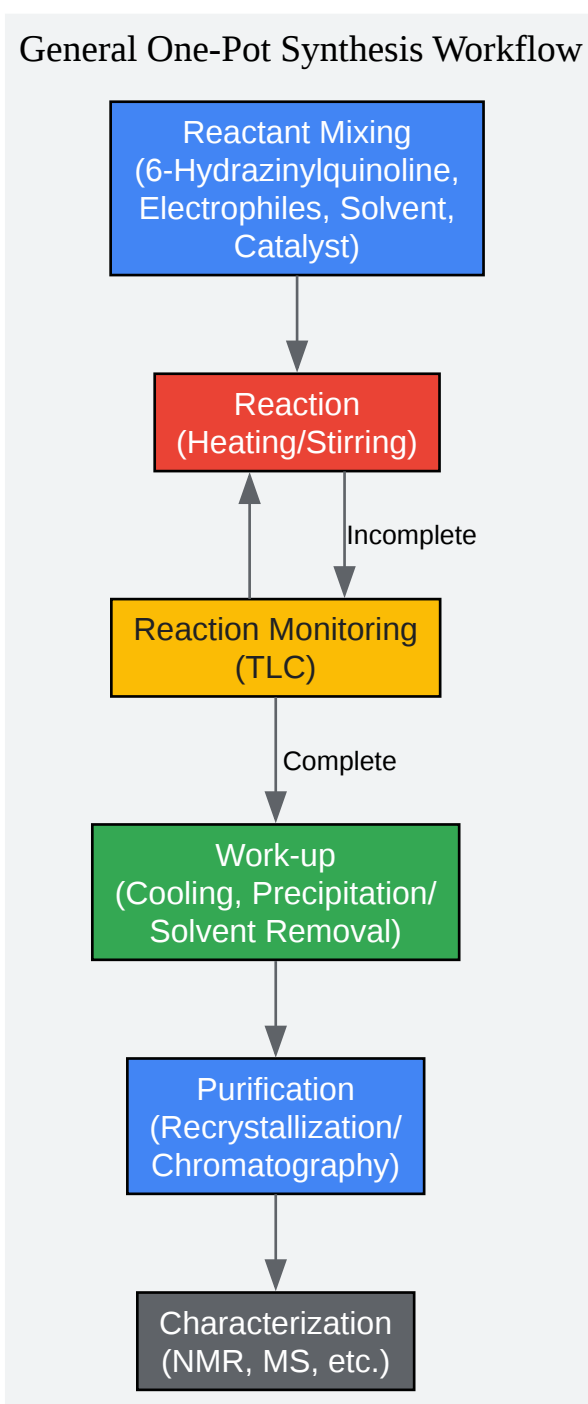 General One-Pot Synthesis Workflow
Reactant Mixing
(6-Hydrazinylquinoline,
Electrophiles, Solvent,
Catalyst)
Reaction
(Heating/Stirring)
Incomplete
Reaction Monitoring
(TLC)
Complete
Work-up
(Cooling, Precipitation/
Solvent Removal)
Purification
(Recrystallization/
Chromatography)
Characterization
(NMR, MS, etc.)